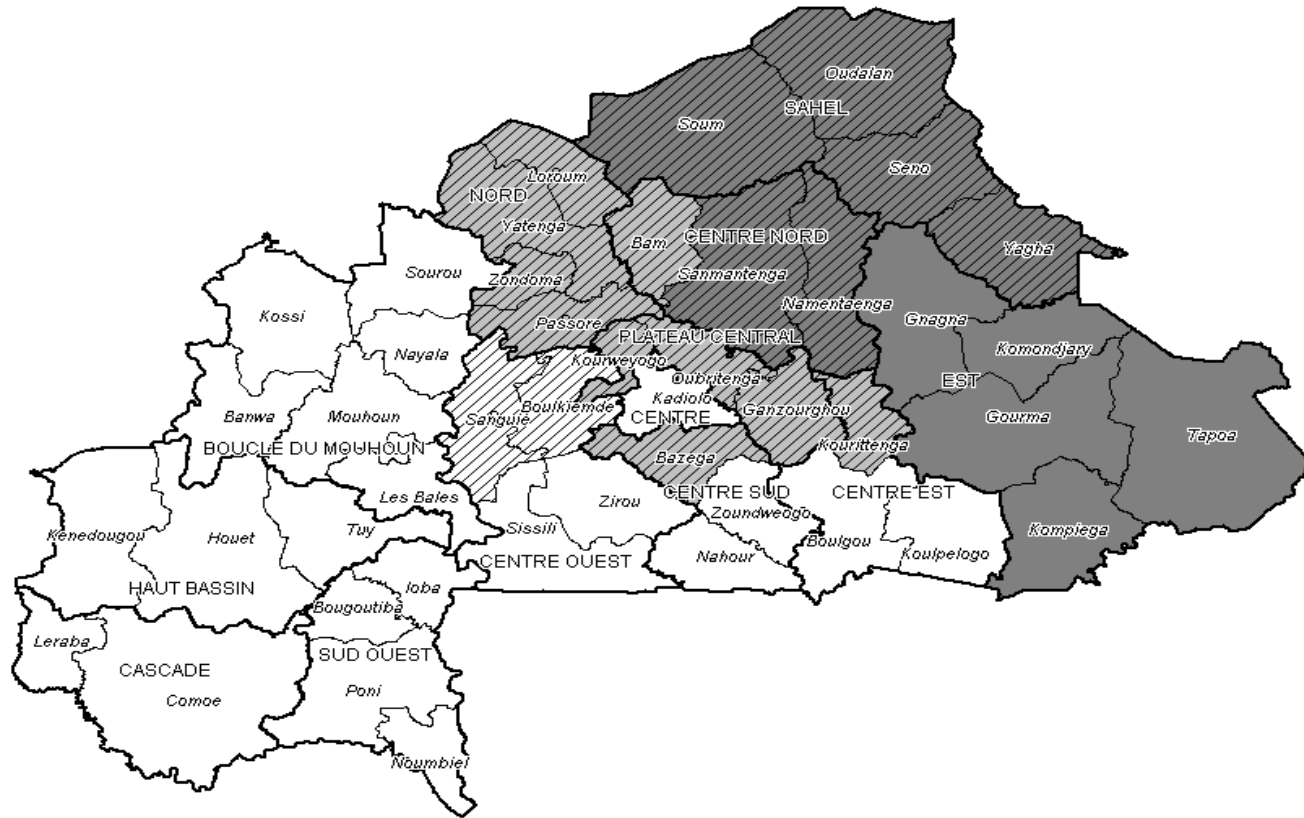 Oudalan
SAHEL
Soum
Seno
Loroum
NORD
Yatenga
Bam
CENTRE NORD
Yagha
Sourou
Zondoma
Sanmantenga
Namentaenga
Kossi
Passore
PLATEAU CENTRAL
Gnagna
Komondjary
Nayala
Kourweyogo
Oubritenga
EST
Banwa
Mouhoun
Sanguie
Boulkiemde
Kadiolo
CENTRE
Ganzourghou
Gourma
Tapoa
BOUCLE DU MOUHOUN
Bazega
Kourittenga
Les Bales
Zirou
CENTRE SUD
CENTRE EST
Kenedougou
Houet
Tuy
Sissili
Zoundweogo
Kompiega
CENTRE OUEST
Nahour
Boulgou
Koulpelogo
HAUT BASSIN
Ioba
Bougoutiba
Leraba
CASCADE
SUD OUEST
Comoe
Poni
Noumbiel